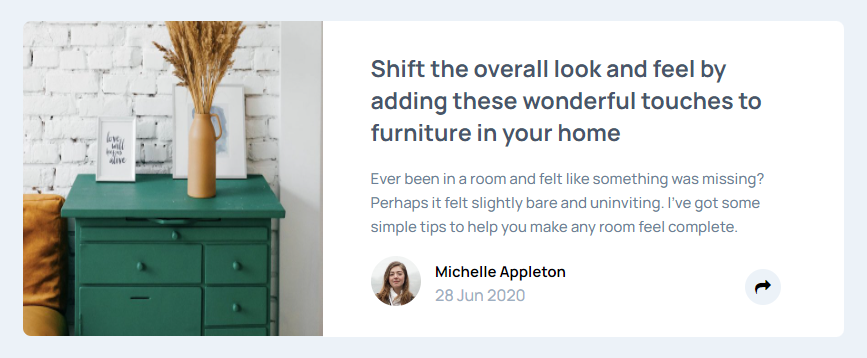 love
will
keep us
alive
Shift the overall look and feel by
adding these wonderful touches to
furniture in your home
Ever been in a room and felt like something was missing?
Perhaps it felt slightly bare and uninviting. I've got some
simple tips to help you make any room feel complete.
Michelle Appleton
28 Jun 2020